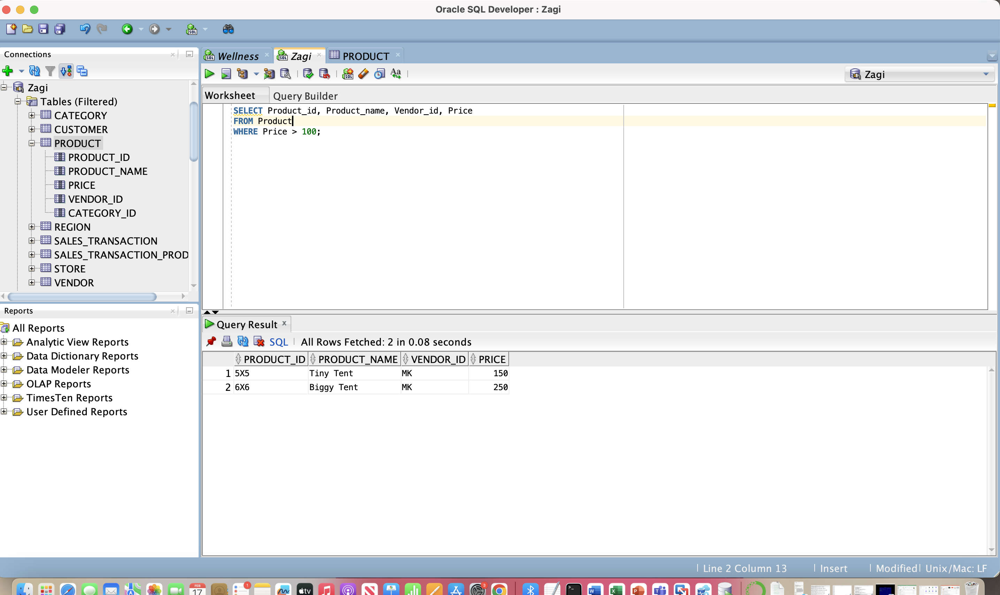 Oracle SQL Developer : Zagi
Connections
Zagi
Tables (Filtered)
CATEGORY
CUSTOMER
PRODUCT
PRODUCT_ID
PRODUCT_NAME
PRICE
VENDOR_ID
CATEGORY_ID
REGION
SALES_TRANSACTION
SALES_TRANSACTION_PROD
STORE
VENDOR
Reports
All Reports
Analytic View Reports
Data Dictionary Reports
Data Modeler Reports
OLAP Reports
TimesTen Reports
User Defined Reports
Wellness Zagi PRODUCT
Zagi
Worksheet Query Builder
SELECT Product_id, Product_name, Vendor_id, Price
FROM Product
WHERE Price > 100;
Query Result
SQL All Rows Fetched: 2 in 0.08 seconds
PRODUCT_ID PRODUCT_NAME VENDOR_ID PRICE
1 5X5 Tiny Tent MK 150
2 6X6 Biggy Tent MK 250
Line 2 Column 13 Insert Modified Unix/Mac: LF
FEB
17
1
tv
3